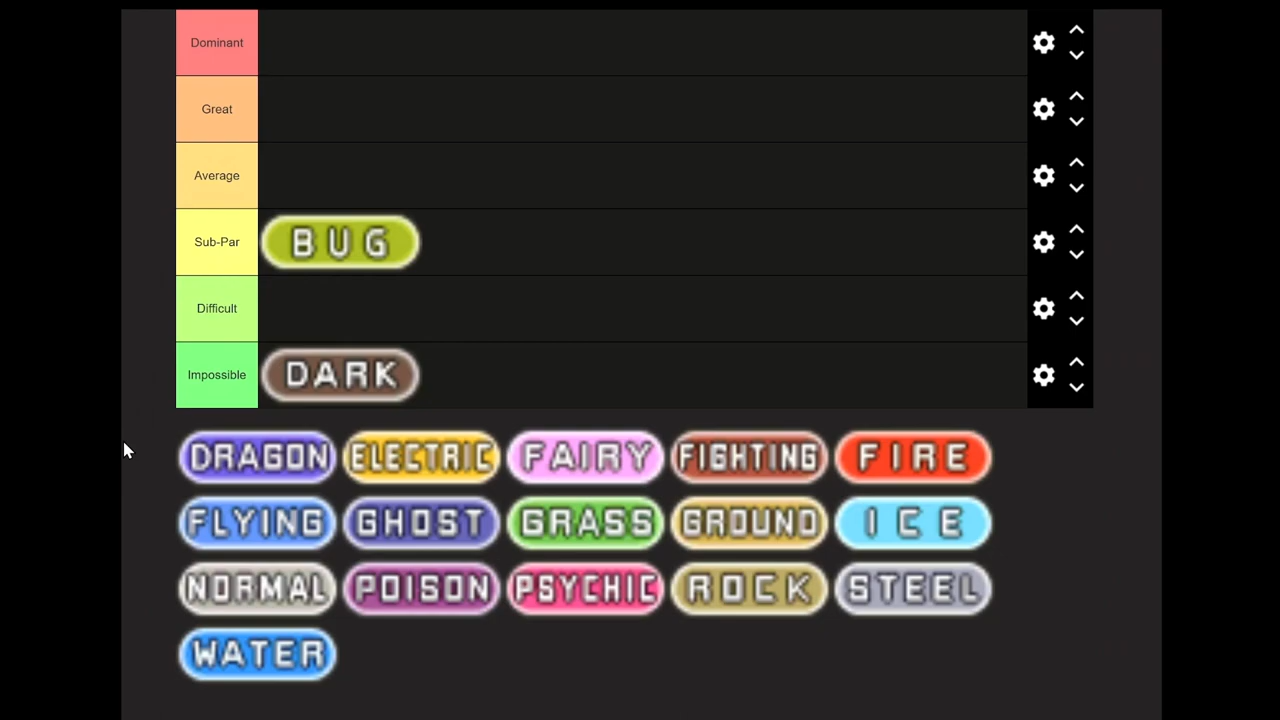 Dominant
Great
Average
Sub-Par
BUG
Difficult
Impossible
DARK
DRAGON ELECTRIC FAIRY FIGHTING FIRE
FLYING GHOST GRASS GROUND ICE
NORMAL POISON PSYCHIC ROCK STEEL
WATER